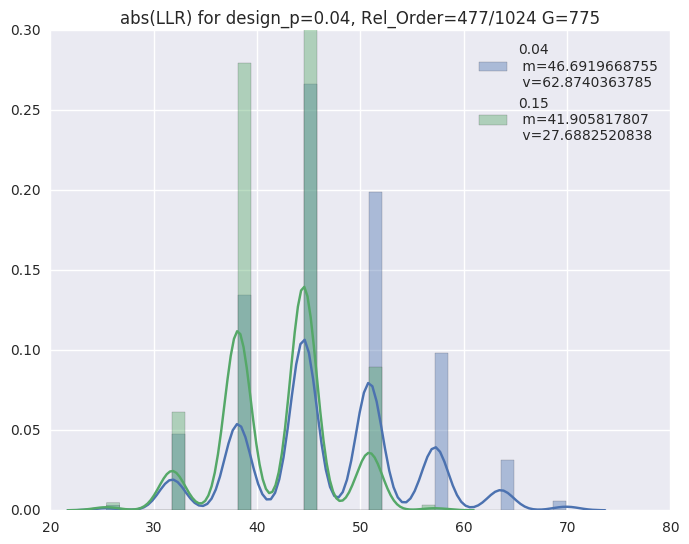 abs(LLR) for design_p=0.04, Rel_Order=477/1024 G=775
0.30
0.25
0.20
0.15
0.10
0.05
0.00
0.04
m=46.6919668755
v=62.8740363785
0.15
m=41.905817807
v=27.6882520838
20 30 40 50 60 70 80